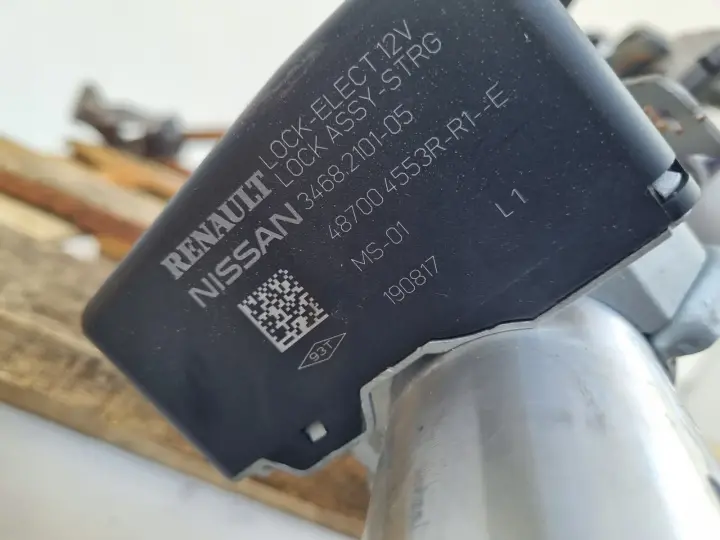 RENAULT LOCK-ELECT 12V
NISSAN LOCK ASSY-STRG
3468.2101-05
48700 4553R-R1--E
MS-01
L1
190817
93T